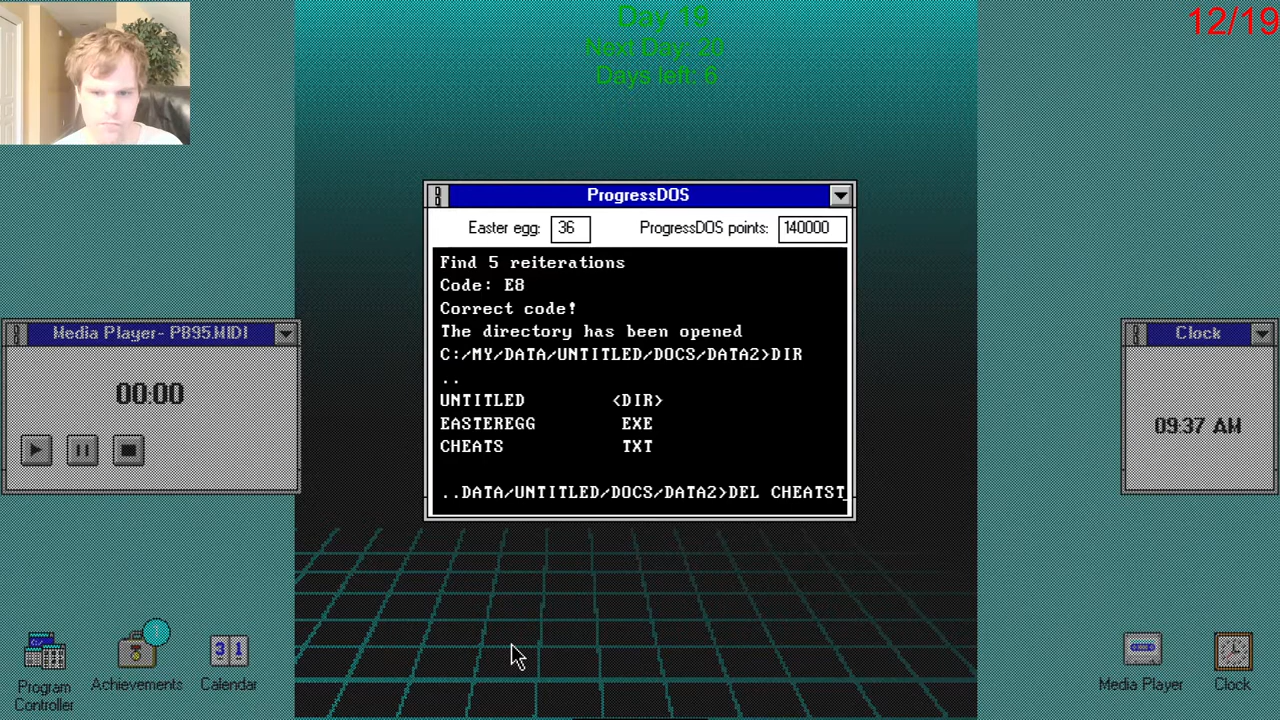 Day 19
Next Day: 20
Days left: 6
12/19
ProgressDOS
Easter egg: 36 ProgressDOS points: 140000
Find 5 reiterations
Code: E8
Correct code!
The directory has been opened
C:/MY/DATA/UNTITLED/DOCS/DATA2>DIR
..
UNTITLED <DIR>
EASTEREGG EXE
CHEATS TXT
..DATA/UNTITLED/DOCS/DATA2>DEL CHEATST_
Media Player- PB95.MIDI
00:00
Clock
09:37 AM
Program Controller
Achievements
31
Calendar
Media Player
Clock